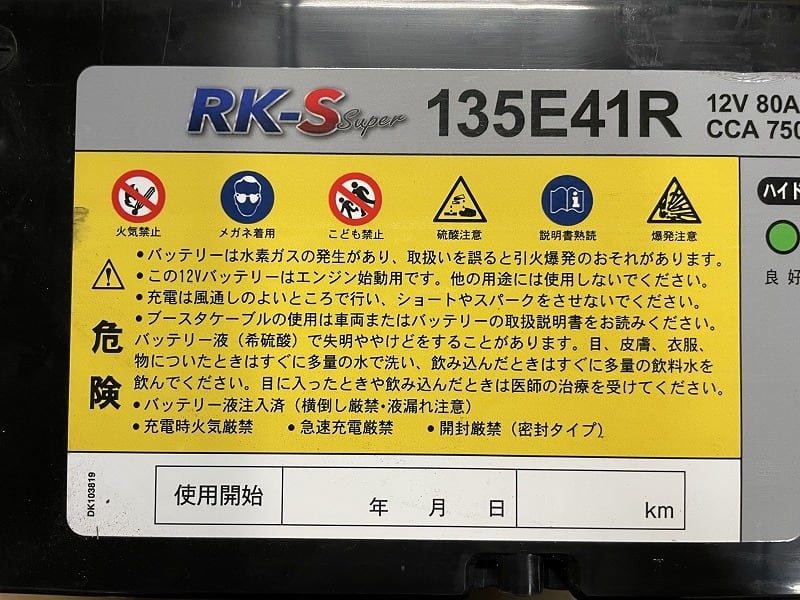 RK-S Super 135E41R 12V 80A
CCA 750
火気禁止 メガネ着用 こども禁止 硫酸注意 説明書熟読 爆発注意
ハイド
良好
危険
•バッテリーは水素ガスの発生があり、取扱いを誤ると引火爆発のおそれがあります。
•この12Vバッテリーはエンジン始動用です。他の用途には使用しないでください。
•充電は風通しのよいところで行い、ショートやスパークをさせないでください。
•ブースタケーブルの使用は車両またはバッテリーの取扱説明書をお読みください。
バッテリー液（希硫酸）で失明ややけどをすることがあります。目、皮膚、衣服、
物についたときはすぐに多量の水で洗い、飲み込んだときはすぐに多量の飲料水を
飲んでください。目に入ったときや飲み込んだときは医師の治療を受けてください。
•バッテリー液注入済（横倒し厳禁・液漏れ注意）
•充電時火気厳禁 •急速充電厳禁 •開封厳禁（密封タイプ）
DK103819
使用開始 年 月 日 km